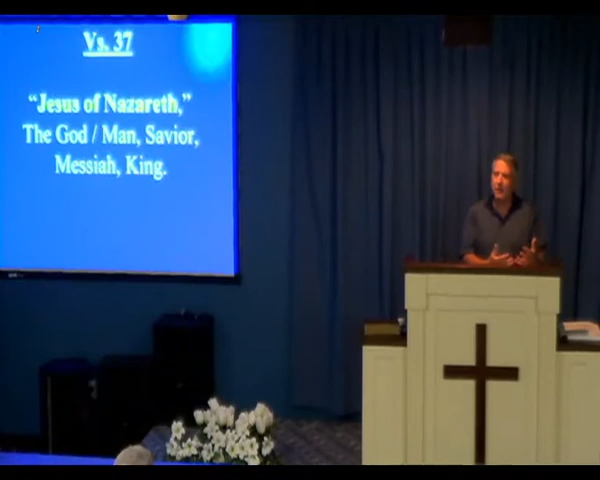 Vs. 37
“Jesus of Nazareth,”
The God / Man, Savior,
Messiah, King.